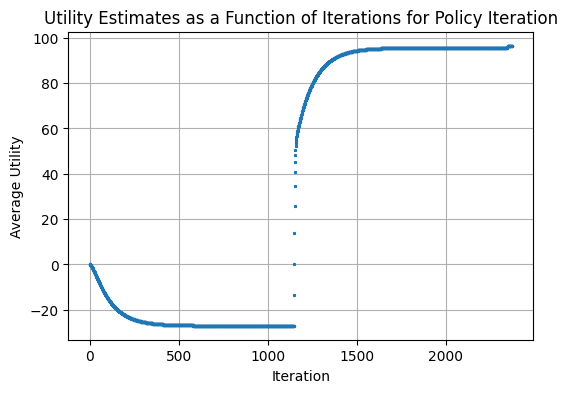 Utility Estimates as a Function of Iterations for Policy Iteration
100
80
60
40
20
0
−20
Average Utility
0 500 1000 1500 2000
Iteration